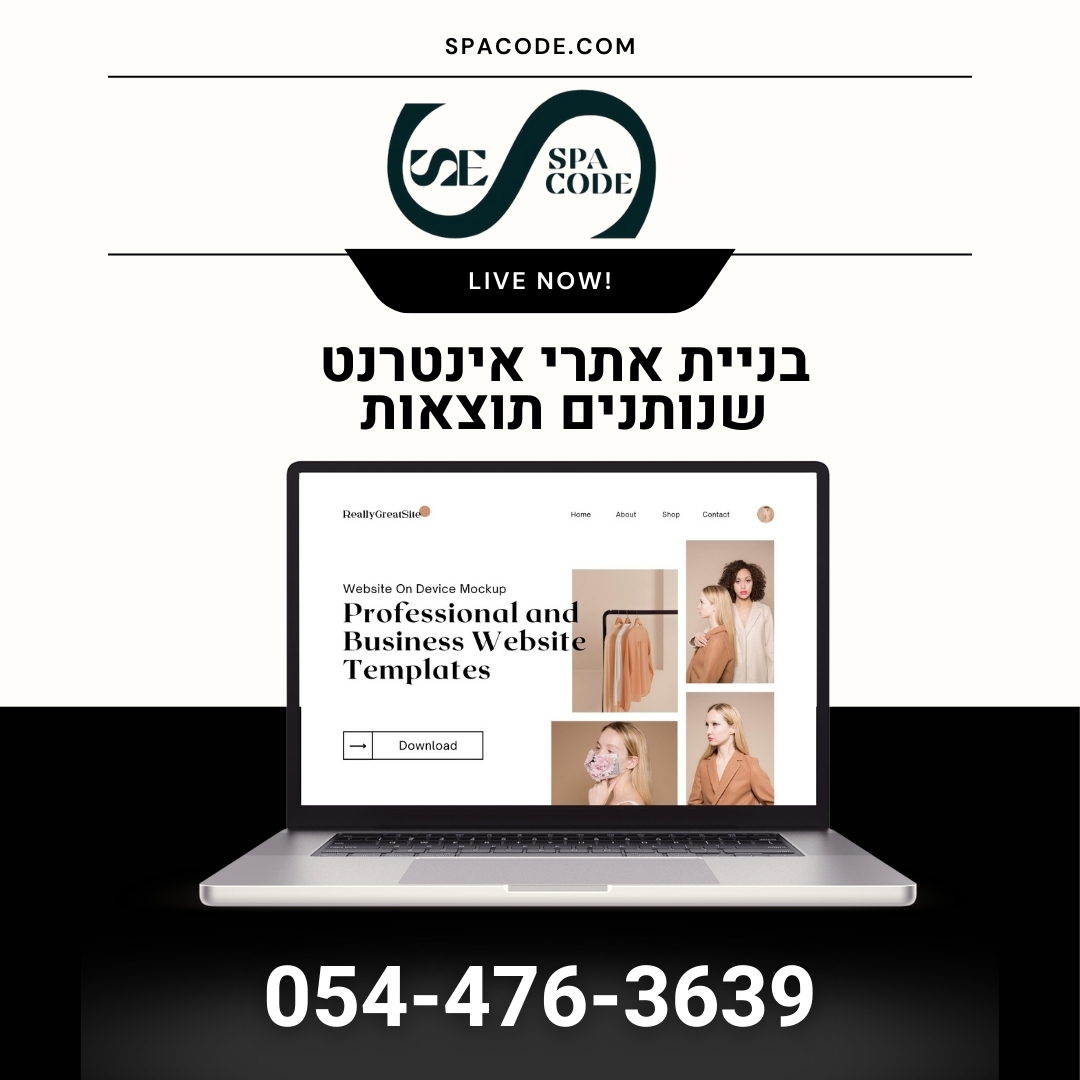 SPACODE.COM
SE
SPA
CODE
LIVE NOW!
בניית אתרי אינטרנט
שנותנים תוצאות
ReallyGreatSite
Home About Shop Contact
Website On Device Mockup
Professional and
Business Website
Templates
Download
054-476-3639